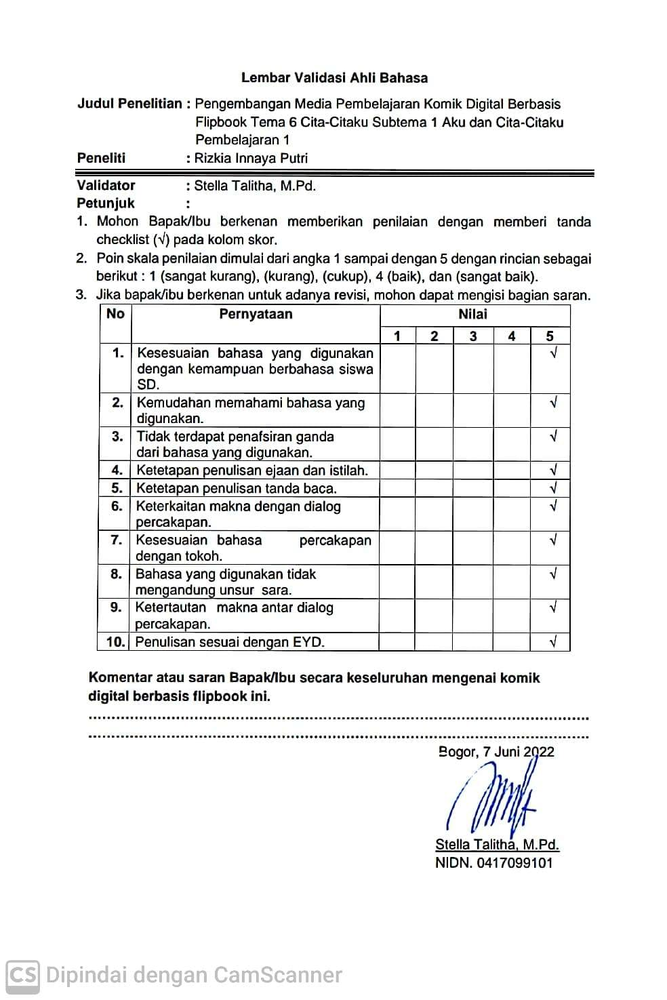 Lembar Validasi Ahli Bahasa
Judul Penelitian : Pengembangan Media Pembelajaran Komik Digital Berbasis
Flipbook Tema 6 Cita-Citaku Subtema 1 Aku dan Cita-Citaku
Pembelajaran 1
Peneliti : Rizkia Innaya Putri
Validator : Stella Talitha, M.Pd.
Petunjuk :
1. Mohon Bapak/Ibu berkenan memberikan penilaian dengan memberi tanda
checklist (√) pada kolom skor.
2. Poin skala penilaian dimulai dari angka 1 sampai dengan 5 dengan rincian sebagai
berikut : 1 (sangat kurang), (kurang), (cukup), 4 (baik), dan (sangat baik).
3. Jika bapak/ibu berkenan untuk adanya revisi, mohon dapat mengisi bagian saran.
No Pernyataan Nilai
1 2 3 4 5
1. Kesesuaian bahasa yang digunakan √
dengan kemampuan berbahasa siswa
SD.
2. Kemudahan memahami bahasa yang √
digunakan.
3. Tidak terdapat penafsiran ganda √
dari bahasa yang digunakan.
4. Ketetapan penulisan ejaan dan istilah. √
5. Ketetapan penulisan tanda baca. √
6. Keterkaitan makna dengan dialog √
percakapan.
7. Kesesuaian bahasa percakapan √
dengan tokoh.
8. Bahasa yang digunakan tidak √
mengandung unsur sara.
9. Ketertautan makna antar dialog √
percakapan.
10. Penulisan sesuai dengan EYD. √
Komentar atau saran Bapak/Ibu secara keseluruhan mengenai komik
digital berbasis flipbook ini.
Bogor, 7 Juni 2022
Stella Talitha, M.Pd.
NIDN. 0417099101
CS Dipindai dengan CamScanner